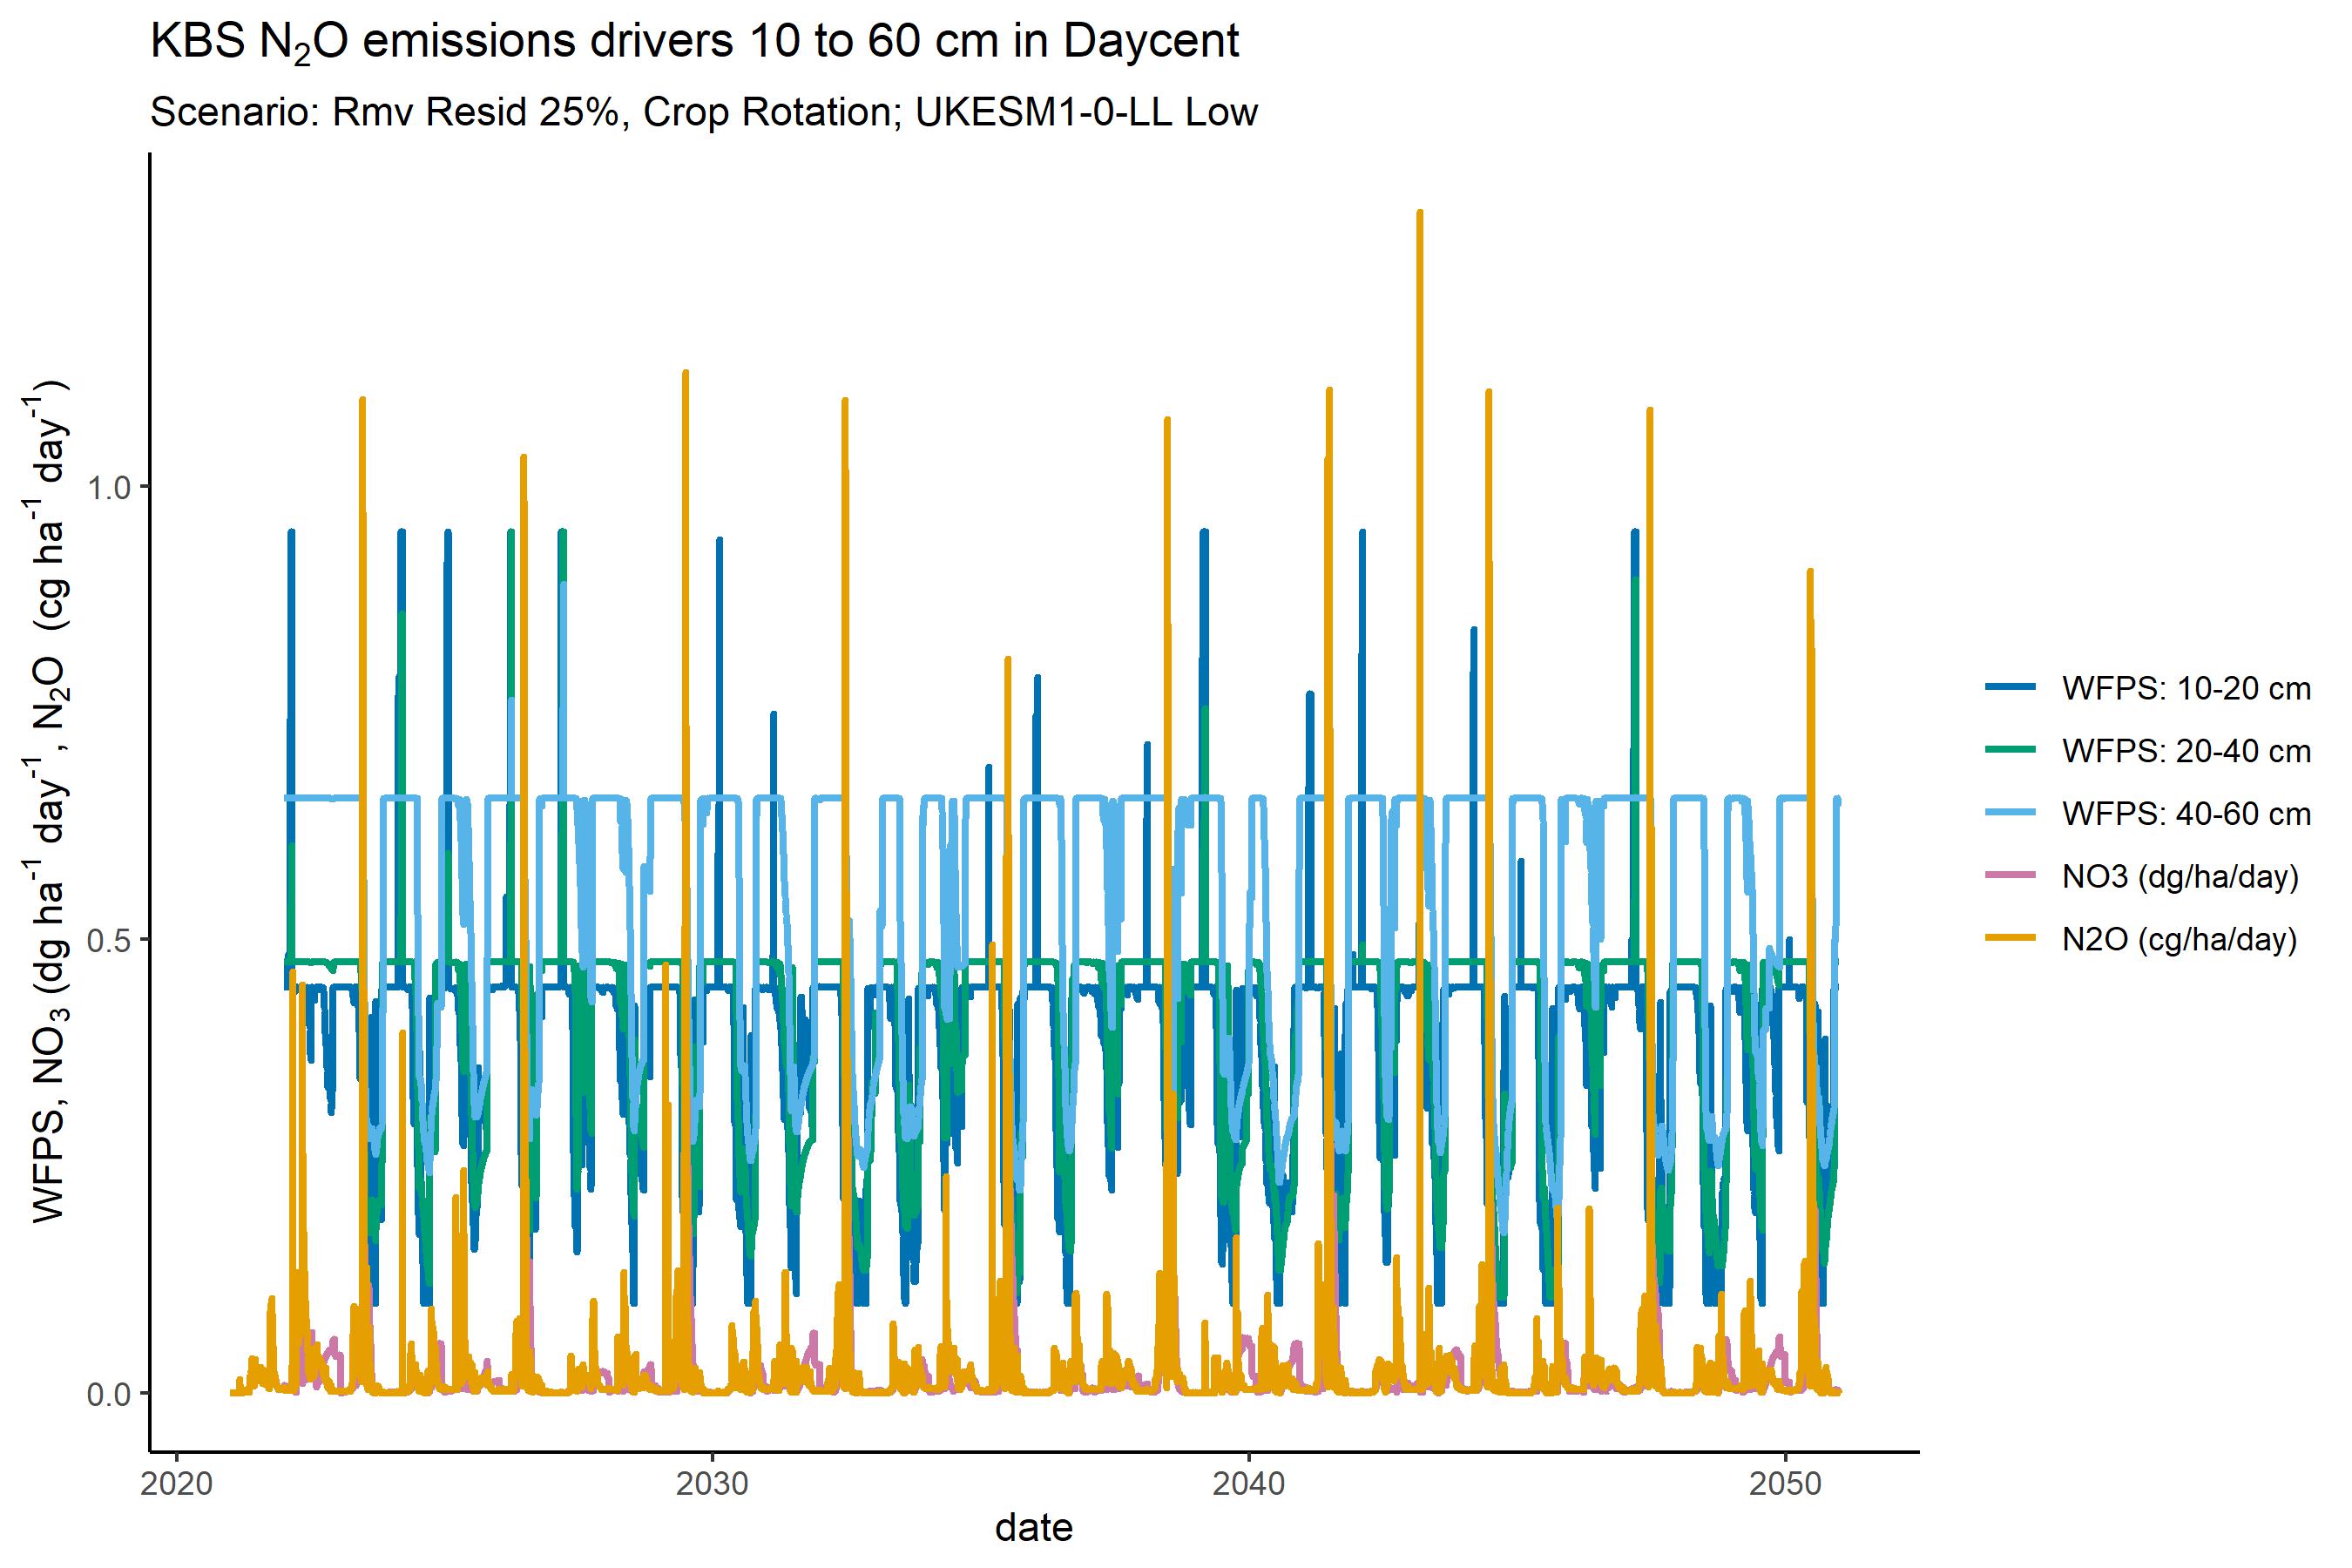 KBS N₂O emissions drivers 10 to 60 cm in Daycent
Scenario: Rmv Resid 25%, Crop Rotation; UKESM1-0-LL Low
WFPS, NO₃ (dg ha⁻¹ day⁻¹, N₂O (cg ha⁻¹ day⁻¹)
1.0
0.5
0.0
2020
2030
2040
2050
date
WFPS: 10-20 cm
WFPS: 20-40 cm
WFPS: 40-60 cm
NO3 (dg/ha/day)
N2O (cg/ha/day)